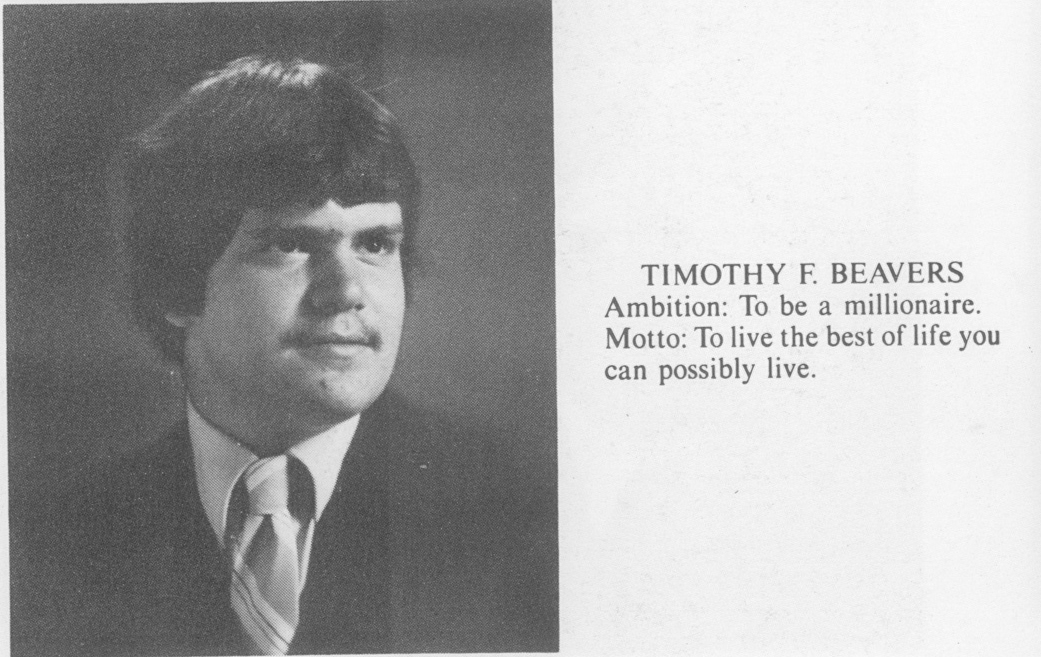 TIMOTHY F. BEAVERS
Ambition: To be a millionaire.
Motto: To live the best of life you
can possibly live.